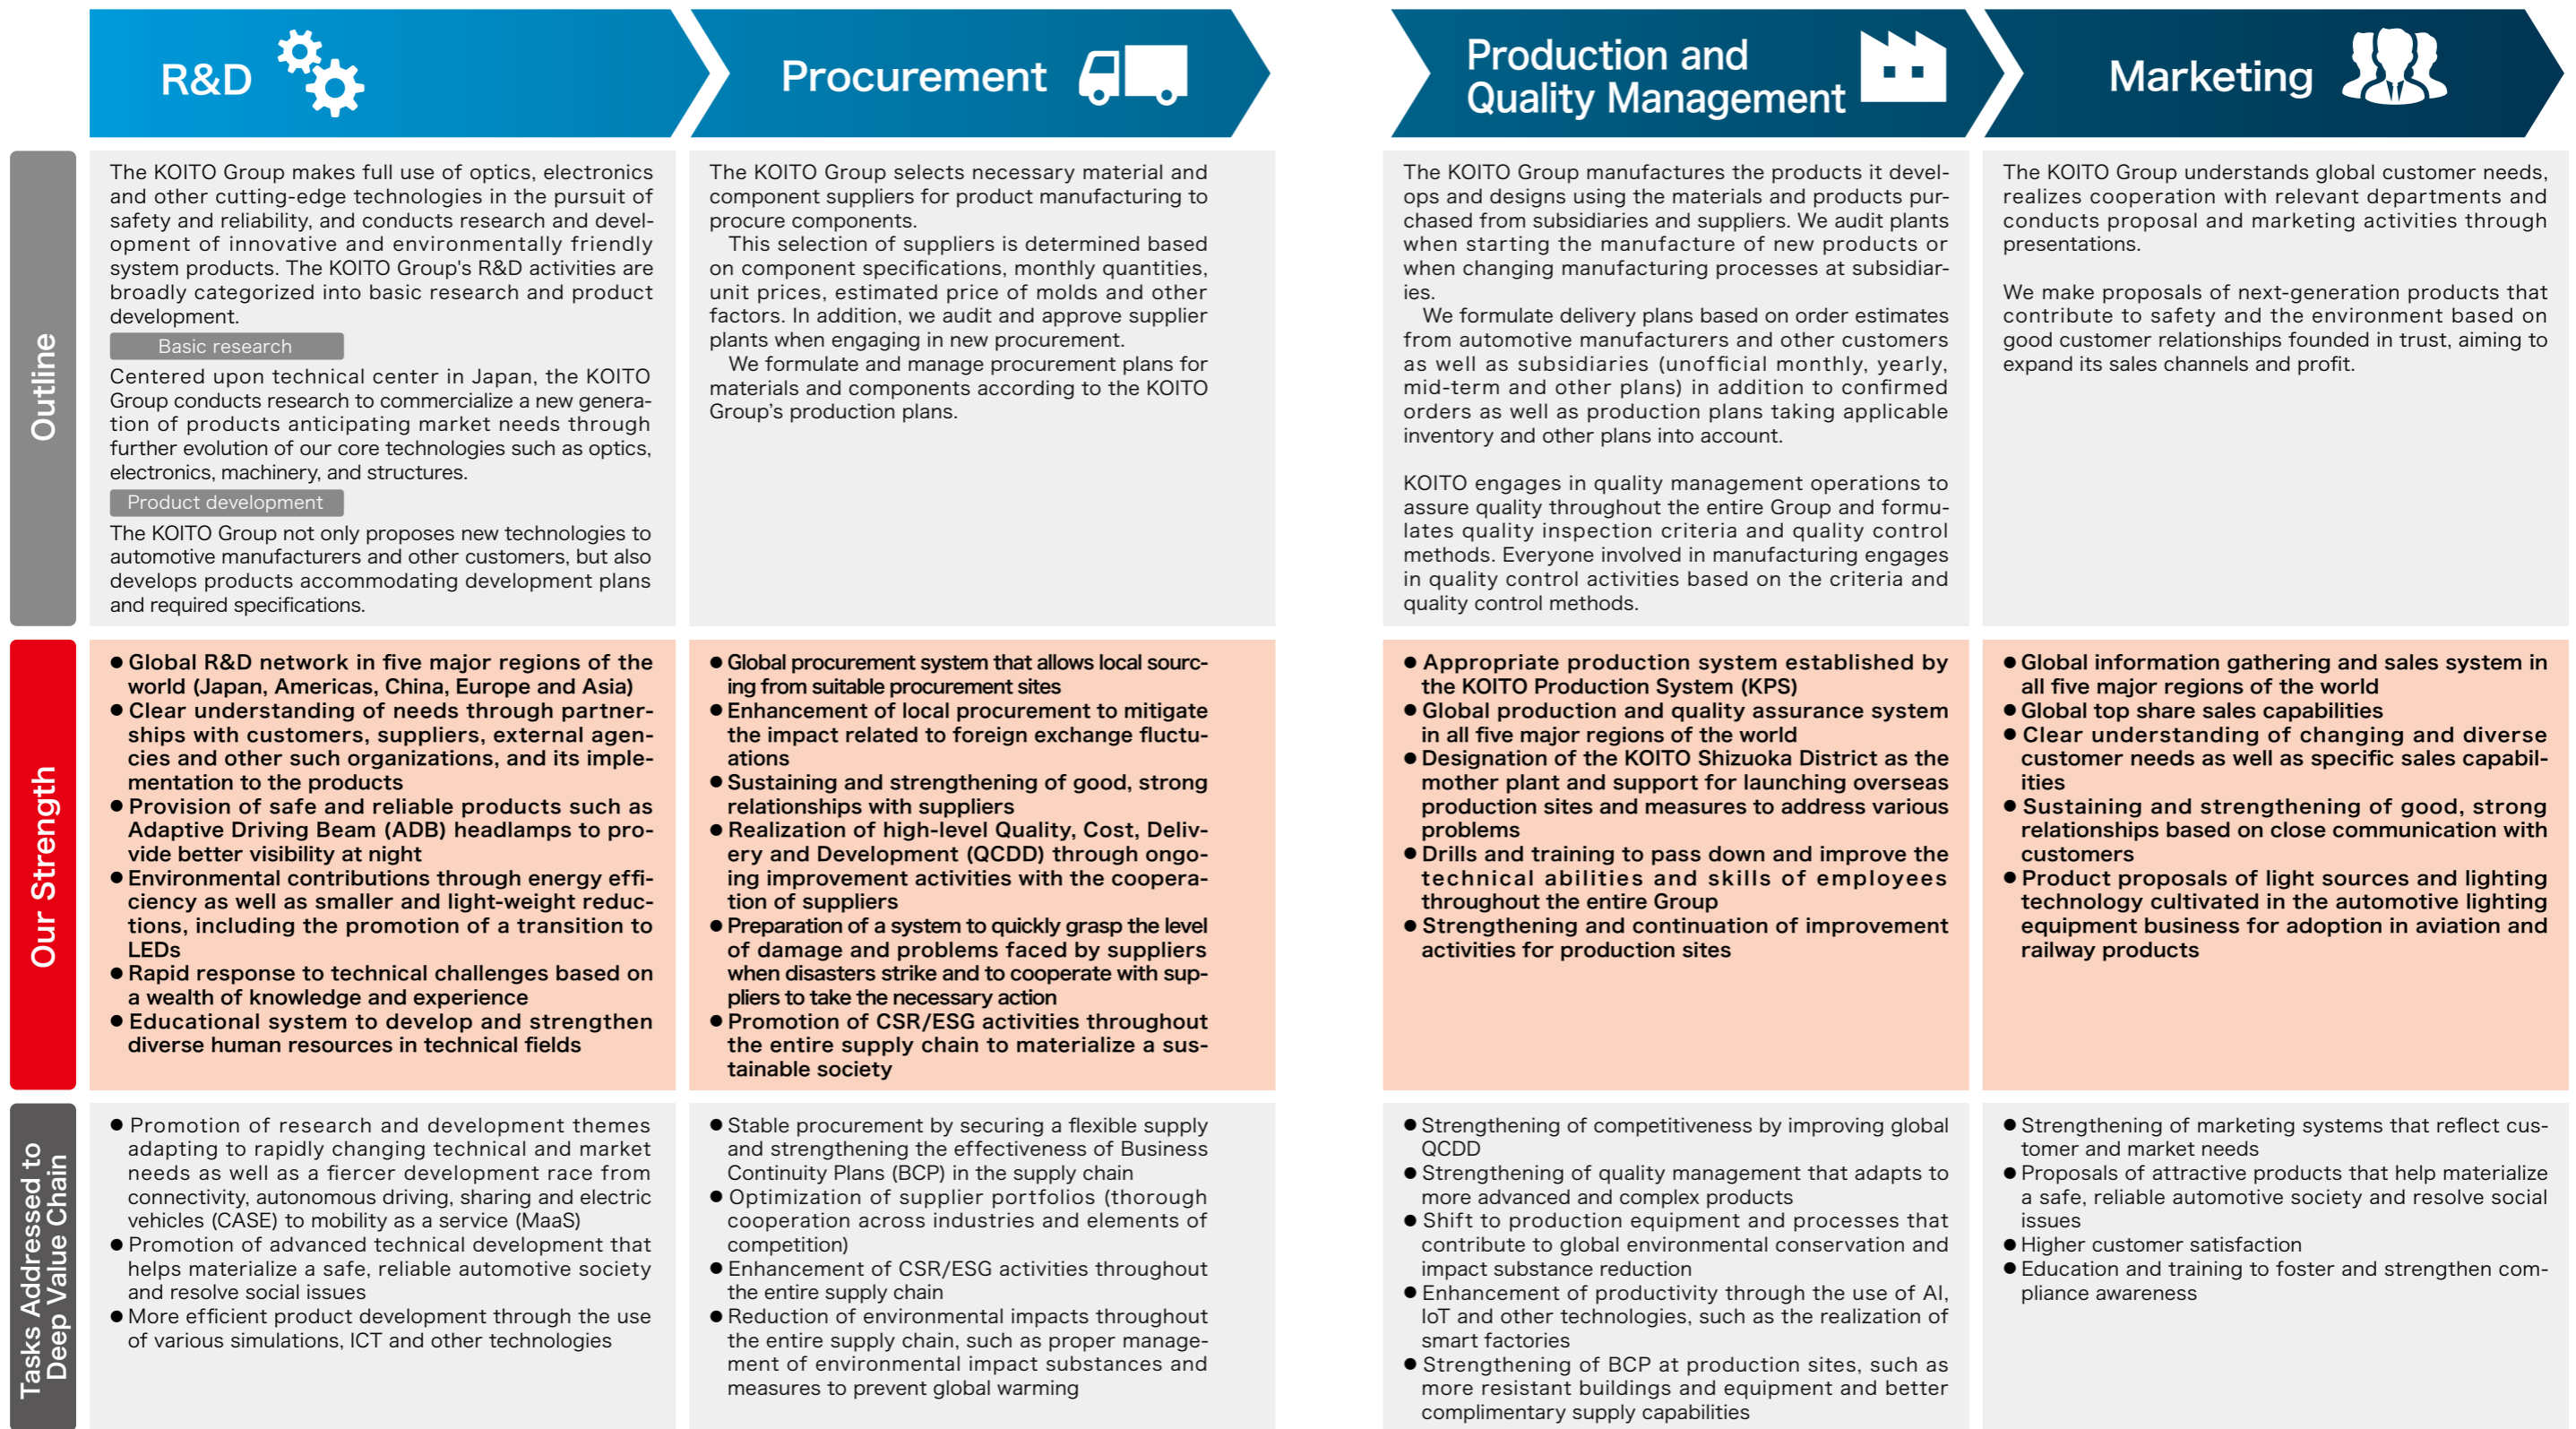 R&D
Procurement
Production and
Quality Management
Marketing
Outline
The KOITO Group makes full use of optics, electronics
and other cutting-edge technologies in the pursuit of
safety and reliability, and conducts research and devel-
opment of innovative and environmentally friendly
system products. The KOITO Group's R&D activities are
broadly categorized into basic research and product
development.
Basic research
Centered upon technical center in Japan, the KOITO
Group conducts research to commercialize a new genera-
tion of products anticipating market needs through
further evolution of our core technologies such as optics,
electronics, machinery, and structures.
Product development
The KOITO Group not only proposes new technologies to
automotive manufacturers and other customers, but also
develops products accommodating development plans
and required specifications.
The KOITO Group selects necessary material and
component suppliers for product manufacturing to
procure components.
This selection of suppliers is determined based
on component specifications, monthly quantities,
unit prices, estimated price of molds and other
factors. In addition, we audit and approve supplier
plants when engaging in new procurement.
We formulate and manage procurement plans for
materials and components according to the KOITO
Group's production plans.
The KOITO Group manufactures the products it devel-
ops and designs using the materials and products pur-
chased from subsidiaries and suppliers. We audit plants
when starting the manufacture of new products or
when changing manufacturing processes at subsidiar-
ies.
We formulate delivery plans based on order estimates
from automotive manufacturers and other customers
as well as subsidiaries (unofficial monthly, yearly,
mid-term and other plans) in addition to confirmed
orders as well as production plans taking applicable
inventory and other plans into account.
KOITO engages in quality management operations to
assure quality throughout the entire Group and formu-
lates quality inspection criteria and quality control
methods. Everyone involved in manufacturing engages
in quality control activities based on the criteria and
quality control methods.
The KOITO Group understands global customer needs,
realizes cooperation with relevant departments and
conducts proposal and marketing activities through
presentations.
We make proposals of next-generation products that
contribute to safety and the environment based on
good customer relationships founded in trust, aiming to
expand its sales channels and profit.
Our Strength
● Global R&D network in five major regions of the
world (Japan, Americas, China, Europe and Asia)
● Clear understanding of needs through partner-
ships with customers, suppliers, external agen-
cies and other such organizations, and its imple-
mentation to the products
● Provision of safe and reliable products such as
Adaptive Driving Beam (ADB) headlamps to pro-
vide better visibility at night
● Environmental contributions through energy effi-
ciency as well as smaller and light-weight reduc-
tions, including the promotion of a transition to
LEDs
● Rapid response to technical challenges based on
a wealth of knowledge and experience
● Educational system to develop and strengthen
diverse human resources in technical fields
● Global procurement system that allows local sourc-
ing from suitable procurement sites
● Enhancement of local procurement to mitigate
the impact related to foreign exchange fluctu-
ations
● Sustaining and strengthening of good, strong
relationships with suppliers
● Realization of high-level Quality, Cost, Deliv-
ery and Development (QCDD) through ongo-
ing improvement activities with the coopera-
tion of suppliers
● Preparation of a system to quickly grasp the level
of damage and problems faced by suppliers
when disasters strike and to cooperate with sup-
pliers to take the necessary action
● Promotion of CSR/ESG activities throughout
the entire supply chain to materialize a sus-
tainable society
● Appropriate production system established by
the KOITO Production System (KPS)
● Global production and quality assurance system
in all five major regions of the world
● Designation of the KOITO Shizuoka District as the
mother plant and support for launching overseas
production sites and measures to address various
problems
● Drills and training to pass down and improve the
technical abilities and skills of employees
throughout the entire Group
● Strengthening and continuation of improvement
activities for production sites
● Global information gathering and sales system in
all five major regions of the world
● Global top share sales capabilities
● Clear understanding of changing and diverse
customer needs as well as specific sales capabil-
ities
● Sustaining and strengthening of good, strong
relationships based on close communication with
customers
● Product proposals of light sources and lighting
technology cultivated in the automotive lighting
equipment business for adoption in aviation and
railway products
Tasks Addressed to
Deep Value Chain
● Promotion of research and development themes
adapting to rapidly changing technical and market
needs as well as a fiercer development race from
connectivity, autonomous driving, sharing and electric
vehicles (CASE) to mobility as a service (MaaS)
● Promotion of advanced technical development that
helps materialize a safe, reliable automotive society
and resolve social issues
● More efficient product development through the use
of various simulations, ICT and other technologies
● Stable procurement by securing a flexible supply
and strengthening the effectiveness of Business
Continuity Plans (BCP) in the supply chain
● Optimization of supplier portfolios (thorough
cooperation across industries and elements of
competition)
● Enhancement of CSR/ESG activities throughout
the entire supply chain
● Reduction of environmental impacts throughout
the entire supply chain, such as proper manage-
ment of environmental impact substances and
measures to prevent global warming
● Strengthening of competitiveness by improving global
QCDD
● Strengthening of quality management that adapts to
more advanced and complex products
● Shift to production equipment and processes that
contribute to global environmental conservation and
impact substance reduction
● Enhancement of productivity through the use of AI,
IoT and other technologies, such as the realization of
smart factories
● Strengthening of BCP at production sites, such as
more resistant buildings and equipment and better
complimentary supply capabilities
● Strengthening of marketing systems that reflect cus-
tomer and market needs
● Proposals of attractive products that help materialize
a safe, reliable automotive society and resolve social
issues
● Higher customer satisfaction
● Education and training to foster and strengthen com-
pliance awareness